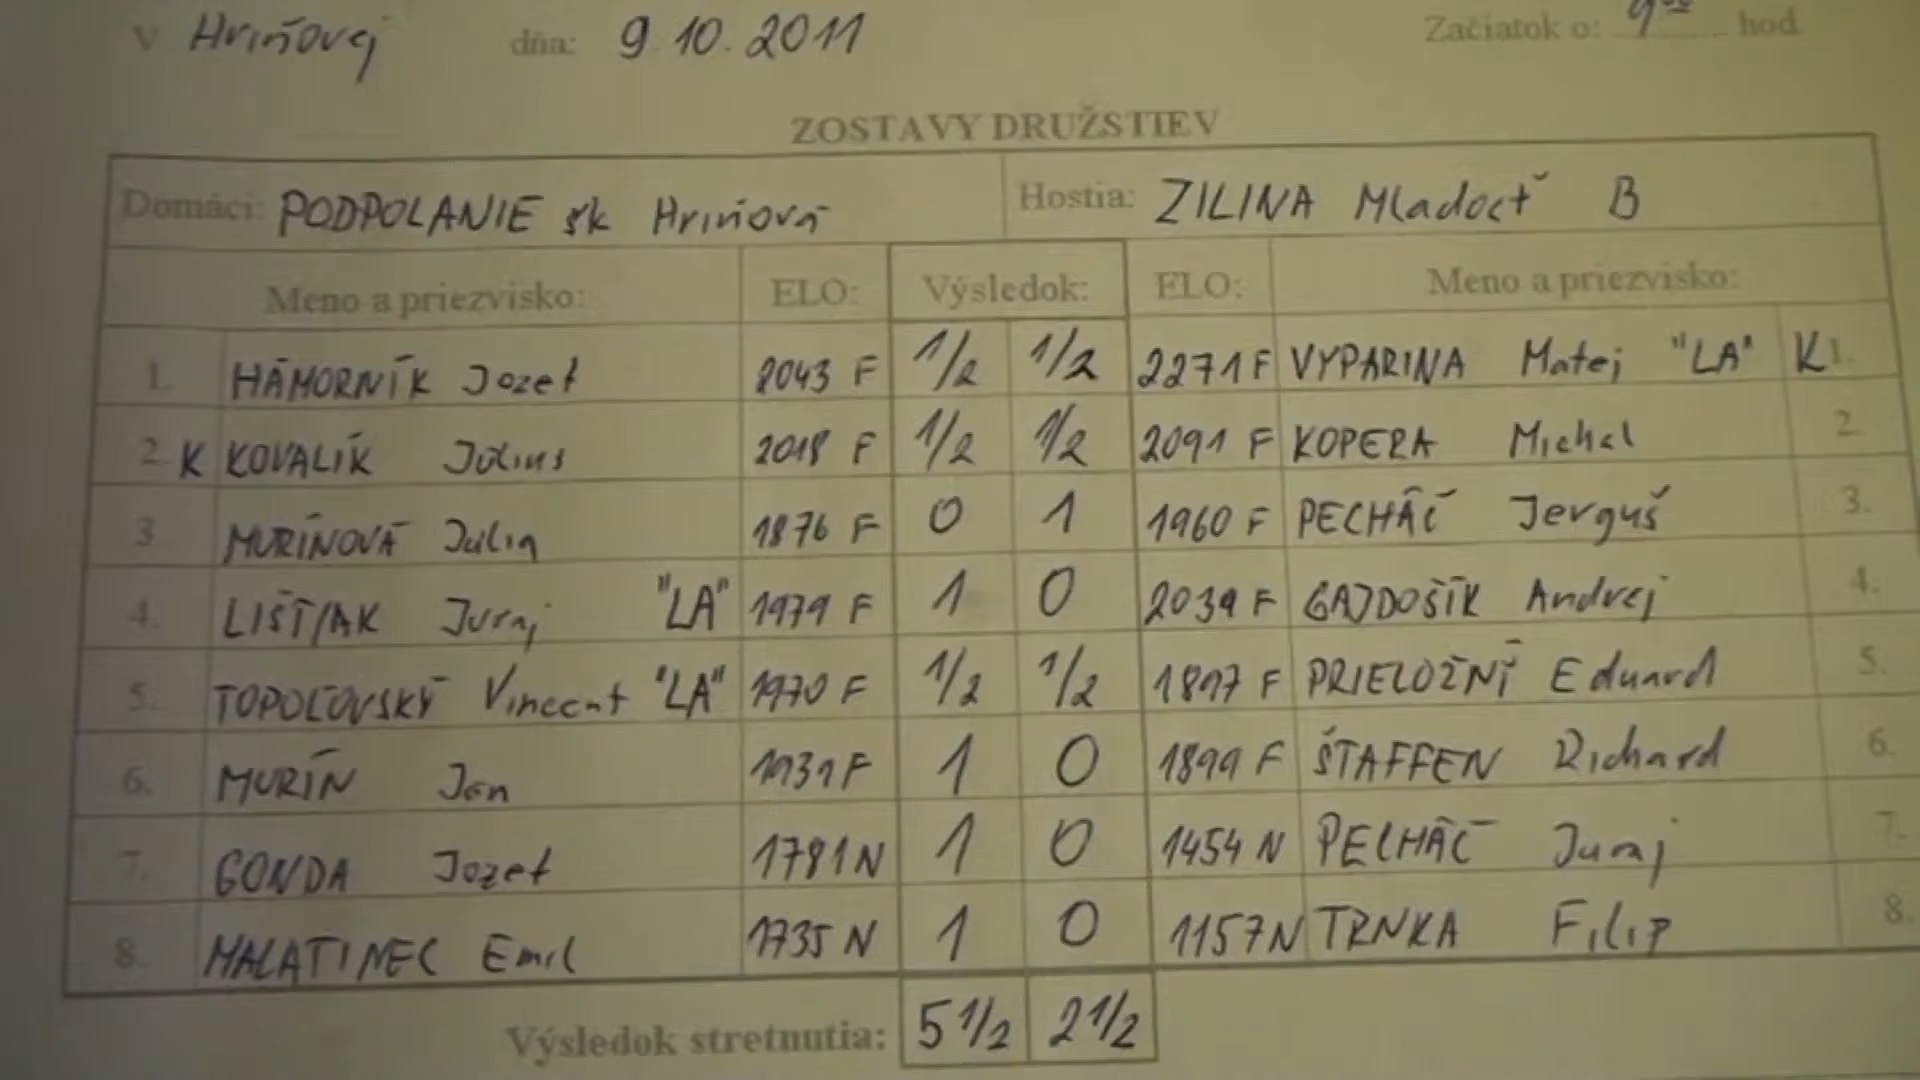 V Hriňovej dňa: 9. 10. 2011 Začiatok o: 9⁰⁰ hod.
ZOSTAVY DRUŽSTIEV
Domáci: PODPOLANIE šk Hriňová Hostia: ZILINA Mladosť B
Meno a priezvisko: ELO: Výsledok: ELO: Meno a priezvisko:
1. HÁMORNÍK Jozef 2043 F 1/2 1/2 2271 F VYPARINA Matej "LA" K 1.
2. K KOVALÍK Július 2018 F 1/2 1/2 2091 F KOPERA Michal 2.
3. MURÍNOVÁ Júlia 1876 F 0 1 1960 F PECHÁČ Jerguš 3.
4. LIŠTJAK Juraj "LA" 1979 F 1 0 2039 F GAJDOŠÍK Andrej 4.
5. TOPOĽOVSKÝ Vincent "LA" 1970 F 1/2 1/2 1897 F PRIELOŽNÝ Eduard 5.
6. MURÍN Ján 1931 F 1 0 1899 F ŠTAFFEN Richard 6.
7. GONDA Jozef 1781 N 1 0 1454 N PECHÁČ Juraj 7.
8. MALATINEC Emil 1735 N 1 0 1157 N TRNKA Filip 8.
Výsledok stretnutia: 5 1/2 2 1/2